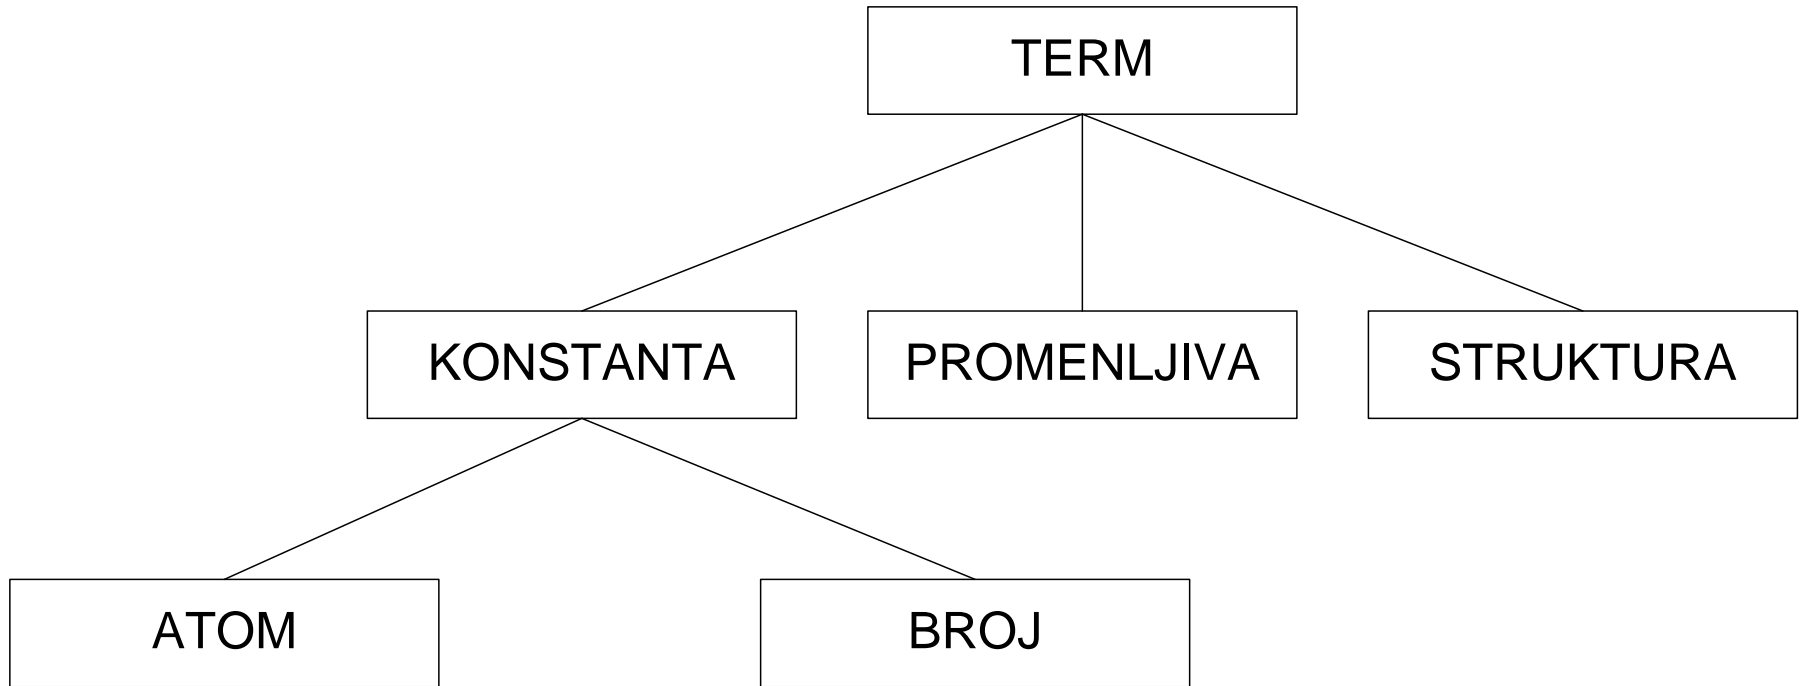 TERM
KONSTANTA
PROMENLJIVA
STRUKTURA
ATOM
BROJ